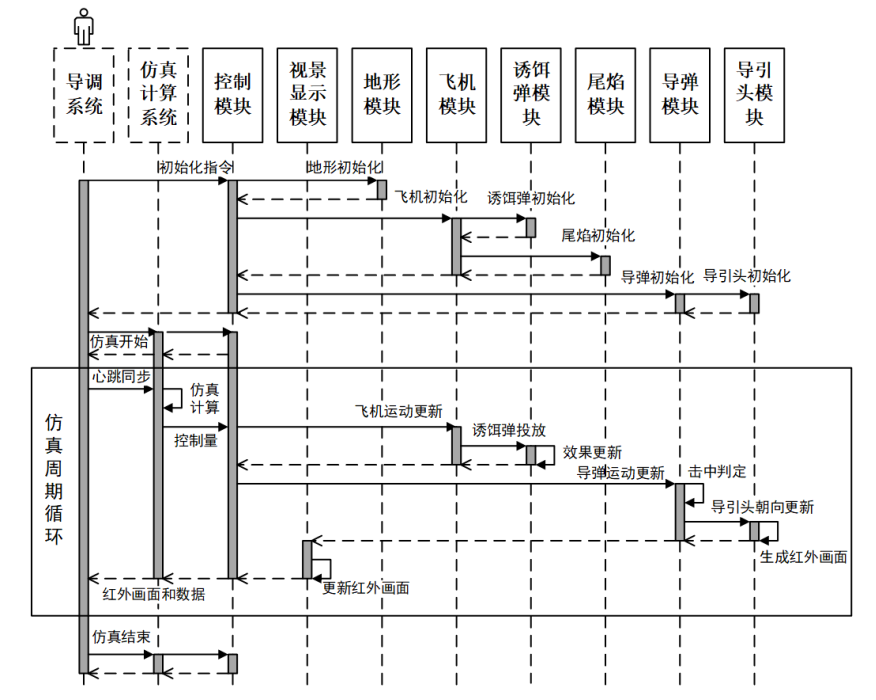 导调
系统
仿真
计算
系统
控制
模块
视景
显示
模块
地形
模块
飞机
模块
诱饵
弹模
块
尾焰
模块
导弹
模块
导引
头模
块
初始化指令
地形初始化
飞机初始化
诱饵弹初始化
尾焰初始化
导弹初始化
导引头初始化
仿真开始
心跳同步
仿真
计算
控制量
飞机运动更新
诱饵弹投放
效果更新
导弹运动更新
击中判定
导引头朝向更新
生成红外画面
更新红外画面
红外画面和数据
仿
真
周
期
循
环
仿真结束